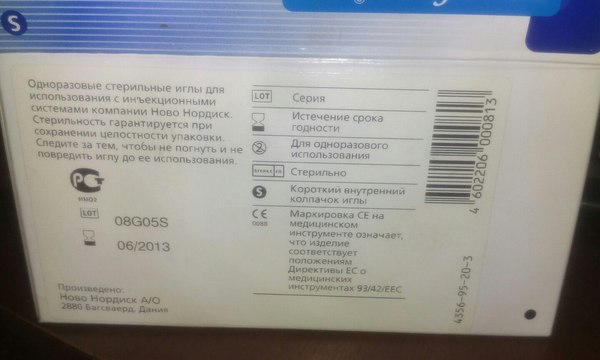 S
Одноразовые стерильные иглы для
использования с инъекционными
системами компании Ново Нордиск.
Стерильность гарантируется при
сохранении целостности упаковки.
Следите за тем, чтобы не погнуть и не
повредить иглу до ее использования.
РСТ
ИМ02
LOT
08G05S
06/2013
Произведено:
Ново Нордиск А/О
2880 Багсваерд, Дания
LOT
Серия
Истечение срока
годности
2
Для одноразового
использования
STERILE
Стерильно
S
Короткий внутренний
колпачок иглы
CE
0088
Маркировка CE на
медицинском
инструменте означает,
что изделие
соответствует
положениям
Директивы ЕС о
медицинских
инструментах 93/42/EEC
4 602206 000813
4356-95-20-3